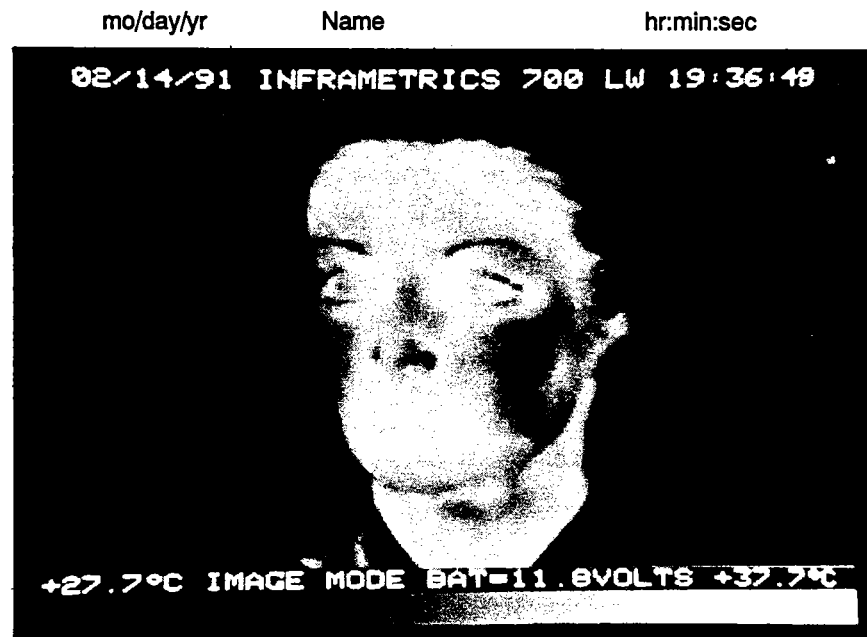 mo/day/yr Name hr:min:sec
02/14/91 INFRAMETRICS 700 LW 19:36:49
+27.7°C IMAGE MODE BAT=11.8VOLTS +37.7°C